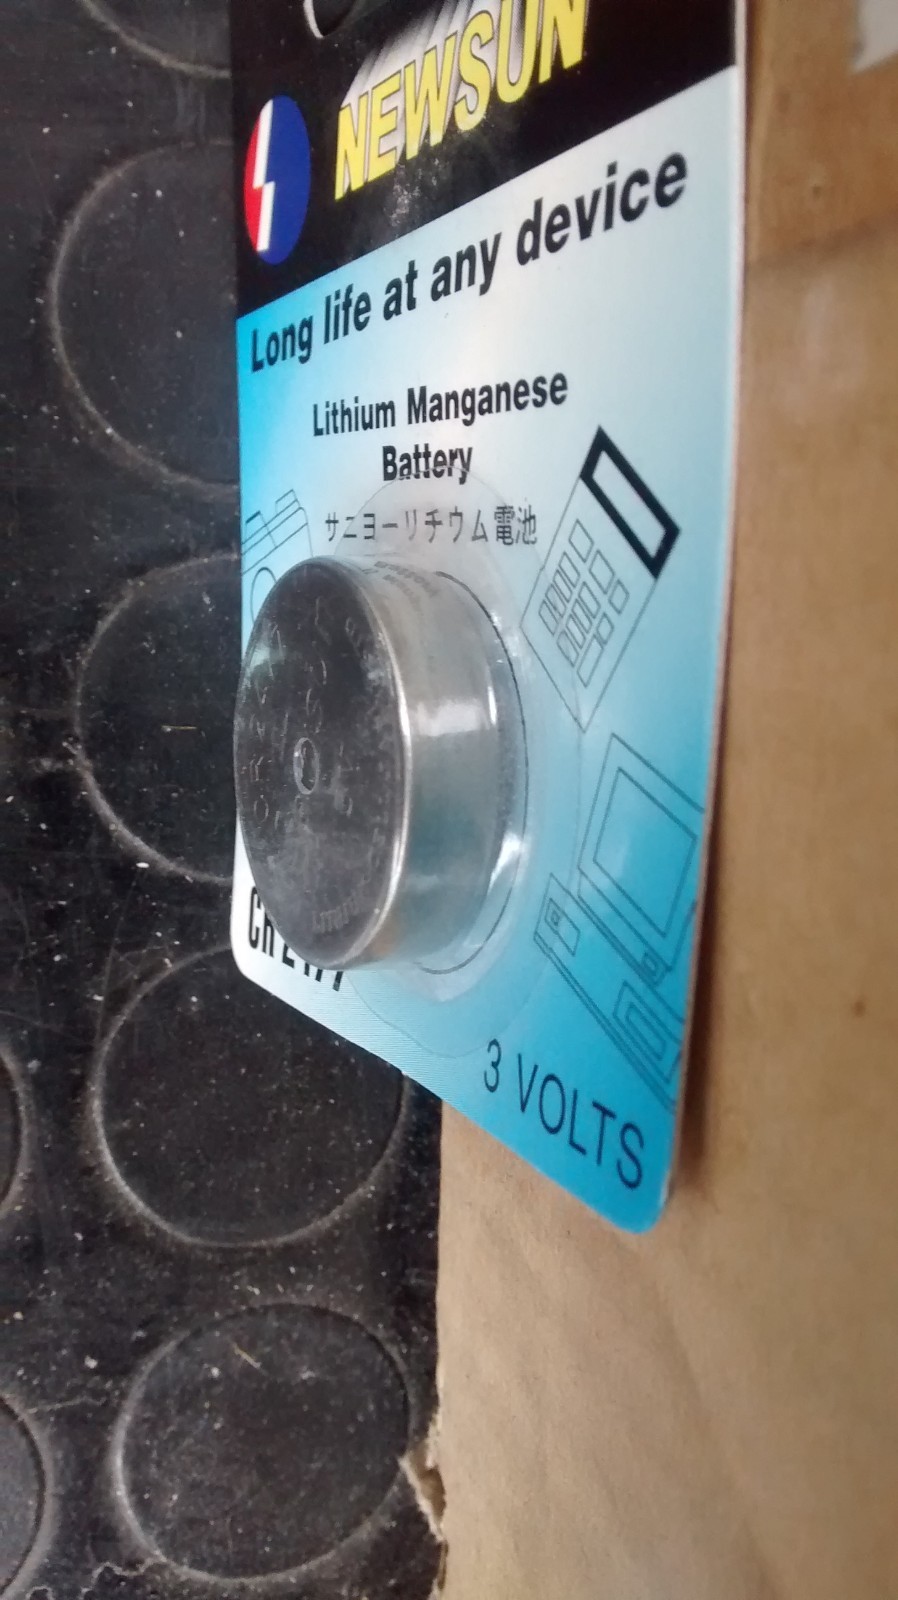 NEWSUN
Long life at any device
Lithium Manganese
Battery
サニヨーリチウム電池
3 VOLTS